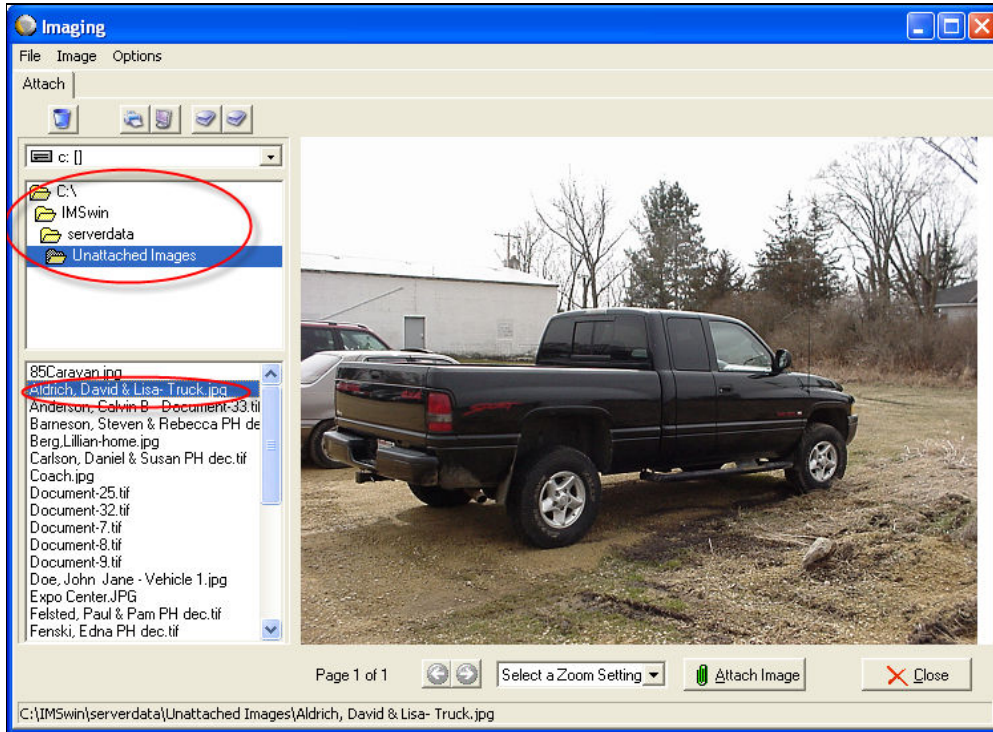 Imaging
File Image Options
Attach
c: []
C:\
IMSwin
serverdata
Unattached Images
85Caravan.jpg
Aldrich, David & Lisa- Truck.jpg
Anderson, Calvin B - Document-33.tif
Barneson, Steven & Rebecca PH de
Berg,Lillian-home.jpg
Carlson, Daniel & Susan PH dec.tif
Coach.jpg
Document-25.tif
Document-32.tif
Document-7.tif
Document-8.tif
Document-9.tif
Doe, John Jane - Vehicle 1.jpg
Expo Center.JPG
Felsted, Paul & Pam PH dec.tif
Fenski, Edna PH dec.tif
4x4
SPORT
Page 1 of 1
Select a Zoom Setting
Attach Image
Close
C:\IMSwin\serverdata\Unattached Images\Aldrich, David & Lisa- Truck.jpg